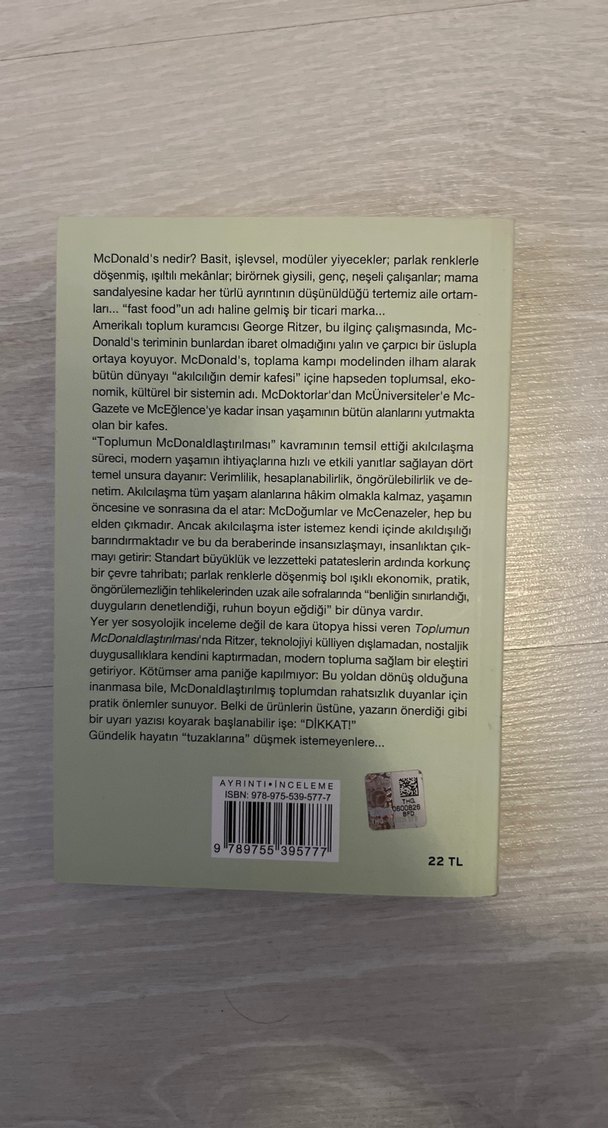 McDonald's nedir? Basit, işlevsel, modüler yiyecekler; parlak renklerle
döşenmiş, ışıltılı mekânlar; birörnek giysili, genç, neşeli çalışanlar; mama
sandalyesine kadar her türlü ayrıntının düşünüldüğü tertemiz aile ortam-
ları... “fast food”un adı haline gelmiş bir ticari marka...
Amerikalı toplum kuramcısı George Ritzer, bu ilginç çalışmasında, Mc-
Donald's teriminin bunlardan ibaret olmadığını yalın ve çarpıcı bir üslupla
ortaya koyuyor. McDonald's, toplama kampı modelinden ilham alarak
bütün dünyayı “akılcılığın demir kafesi” içine hapseden toplumsal, eko-
nomik, kültürel bir sistemin adı. McDoktorlar'dan McÜniversiteler'e Mc-
Gazete ve McEğlence'ye kadar insan yaşamının bütün alanlarını yutmakta
olan bir kafes.
“Toplumun McDonaldlaştırılması” kavramının temsil ettiği akılcılaşma
süreci, modern yaşamın ihtiyaçlarına hızlı ve etkili yanıtlar sağlayan dört
temel unsura dayanır: Verimlilik, hesaplanabilirlik, öngörülebilirlik ve de-
netim. Akılcılaşma tüm yaşam alanlarına hâkim olmakla kalmaz, yaşamın
öncesine ve sonrasına da el atar: McDoğumlar ve McCenazeler, hep bu
elden çıkmadır. Ancak akılcılaşma ister istemez kendi içinde akıldışılığı
barındırmaktadır ve bu da beraberinde insansızlaşmayı, insanlıktan çık-
mayı getirir: Standart büyüklük ve lezzetteki patateslerin ardında korkunç
bir çevre tahribatı; parlak renklerle döşenmiş bol ışıklı ekonomik, pratik,
öngörülemezliğin tehlikelerinden uzak aile sofralarında “benliğin sınırlandığı,
duyguların denetlendiği, ruhun boyun eğdiği” bir dünya vardır.
Yer yer sosyolojik inceleme değil de kara ütopya hissi veren Toplumun
McDonaldlaştırılması'nda Ritzer, teknolojiyi külliyen dışlamadan, nostaljik
duygusallıklara kendini kaptırmadan, modern topluma sağlam bir eleştiri
getiriyor. Kötümser ama paniğe kapılmıyor: Bu yoldan dönüş olduğuna
inanmasa bile, McDonaldlaştırılmış toplumdan rahatsızlık duyanlar için
pratik önlemler sunuyor. Belki de ürünlerin üstüne, yazarın önerdiği gibi
bir uyarı yazısı koyarak başlanabilir işe: “DİKKAT!”
Gündelik hayatın “tuzaklarına” düşmek istemeyenlere...
AYRINTI•İNCELEME
ISBN: 978-975-539-577-7
9 789755 395777
THG
0600826
BFD
22 TL